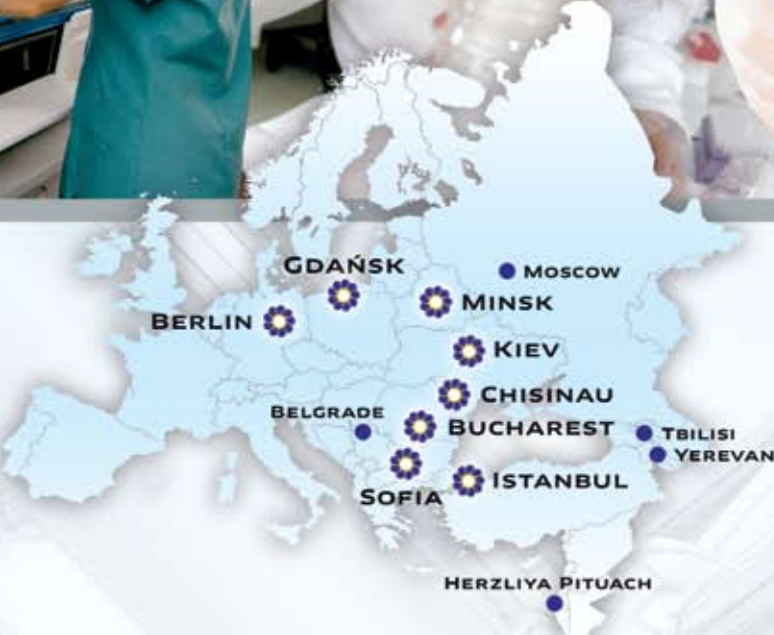 GDAŃSK
MOSCOW
BERLIN
MINSK
KIEV
CHISINAU
BELGRADE
BUCHAREST
TBILISI
YEREVAN
SOFIA
ISTANBUL
HERZLIYA PITUACH